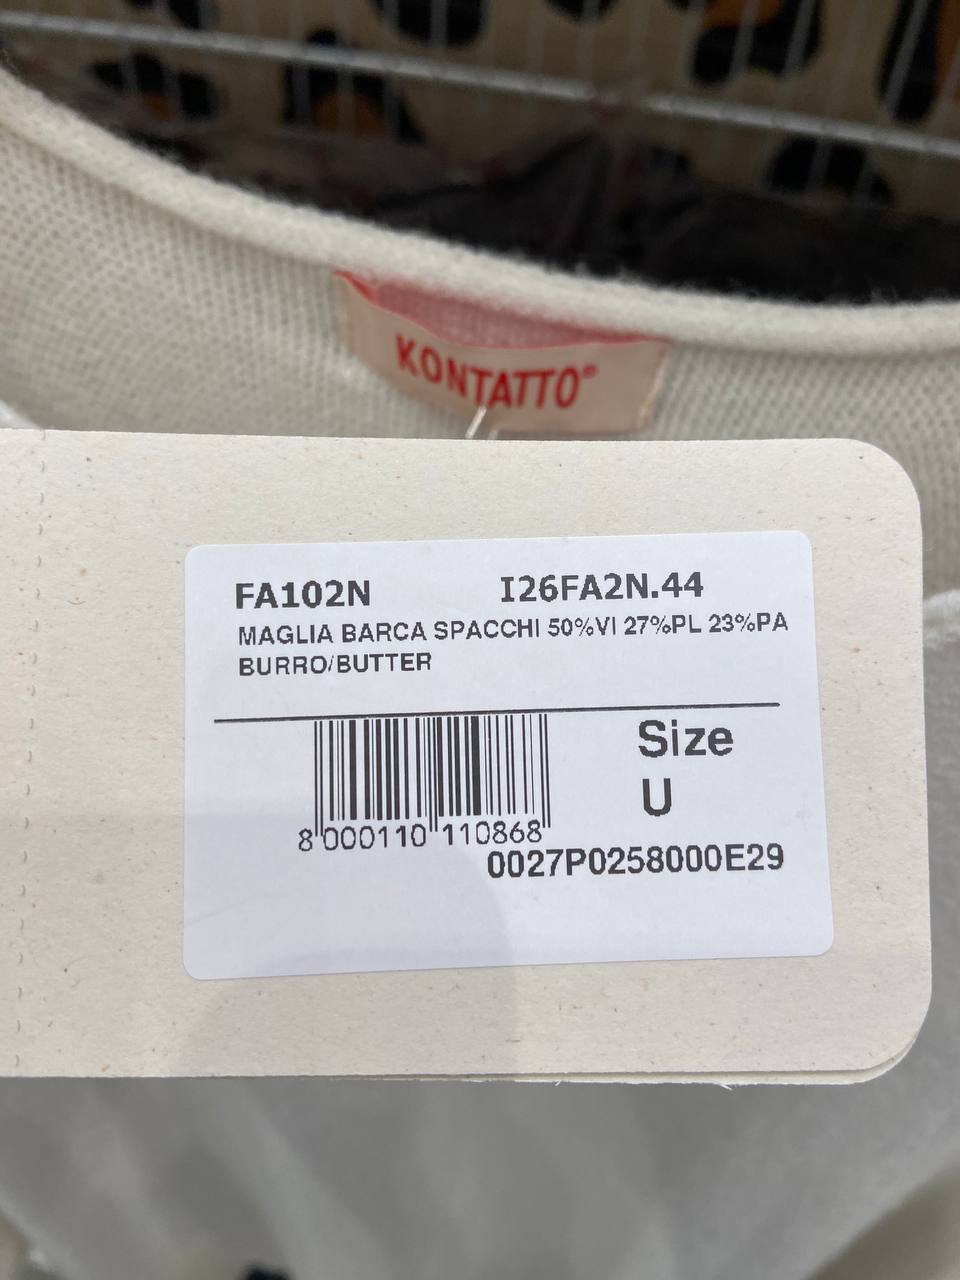 KONTATTO®
FA102N I26FA2N.44
MAGLIA BARCA SPACCHI 50%VI 27%PL 23%PA
BURRO/BUTTER
Size
U
8 000110 110868
0027P0258000E29